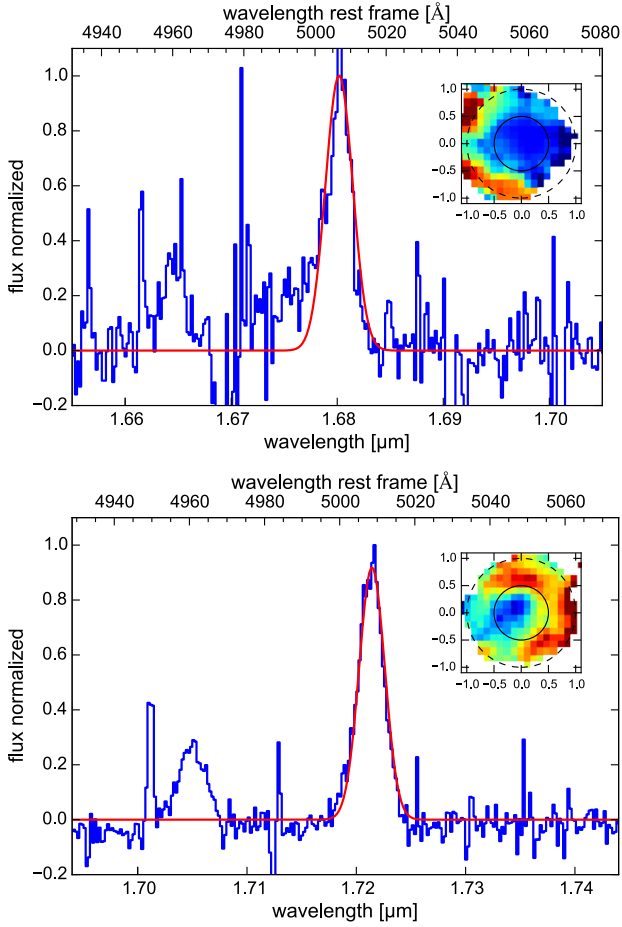 wavelength rest frame [Å]
4940 4960 4980 5000 5020 5040 5060 5080
1.0
0.8
0.6
0.4
0.2
0.0
−0.2
flux normalized
1.0
0.5
0.0
−0.5
−1.0
−1.0 −0.5 0.0 0.5 1.0
1.66 1.67 1.68 1.69 1.70
wavelength [µm]
wavelength rest frame [Å]
4940 4960 4980 5000 5020 5040 5060
1.0
0.8
0.6
0.4
0.2
0.0
−0.2
flux normalized
1.0
0.5
0.0
−0.5
−1.0
−1.0 −0.5 0.0 0.5 1.0
1.70 1.71 1.72 1.73 1.74
wavelength [µm]